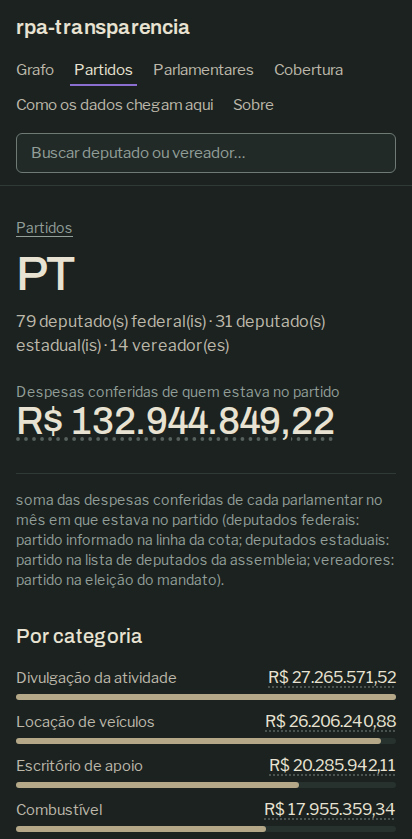 rpa-transparencia
Grafo Partidos Parlamentares Cobertura
Como os dados chegam aqui Sobre
Buscar deputado ou vereador...
Partidos
PT
79 deputado(s) federal(is) · 31 deputado(s)
estadual(is) · 14 vereador(es)
Despesas conferidas de quem estava no partido
R$ 132.944.849,22
soma das despesas conferidas de cada parlamentar no
mês em que estava no partido (deputados federais:
partido informado na linha da cota; deputados estaduais:
partido na lista de deputados da assembleia; vereadores:
partido na eleição do mandato).
Por categoria
Divulgação da atividade R$ 27.265.571,52
Locação de veículos R$ 26.206.240,88
Escritório de apoio R$ 20.285.942,11
Combustível R$ 17.955.359,34